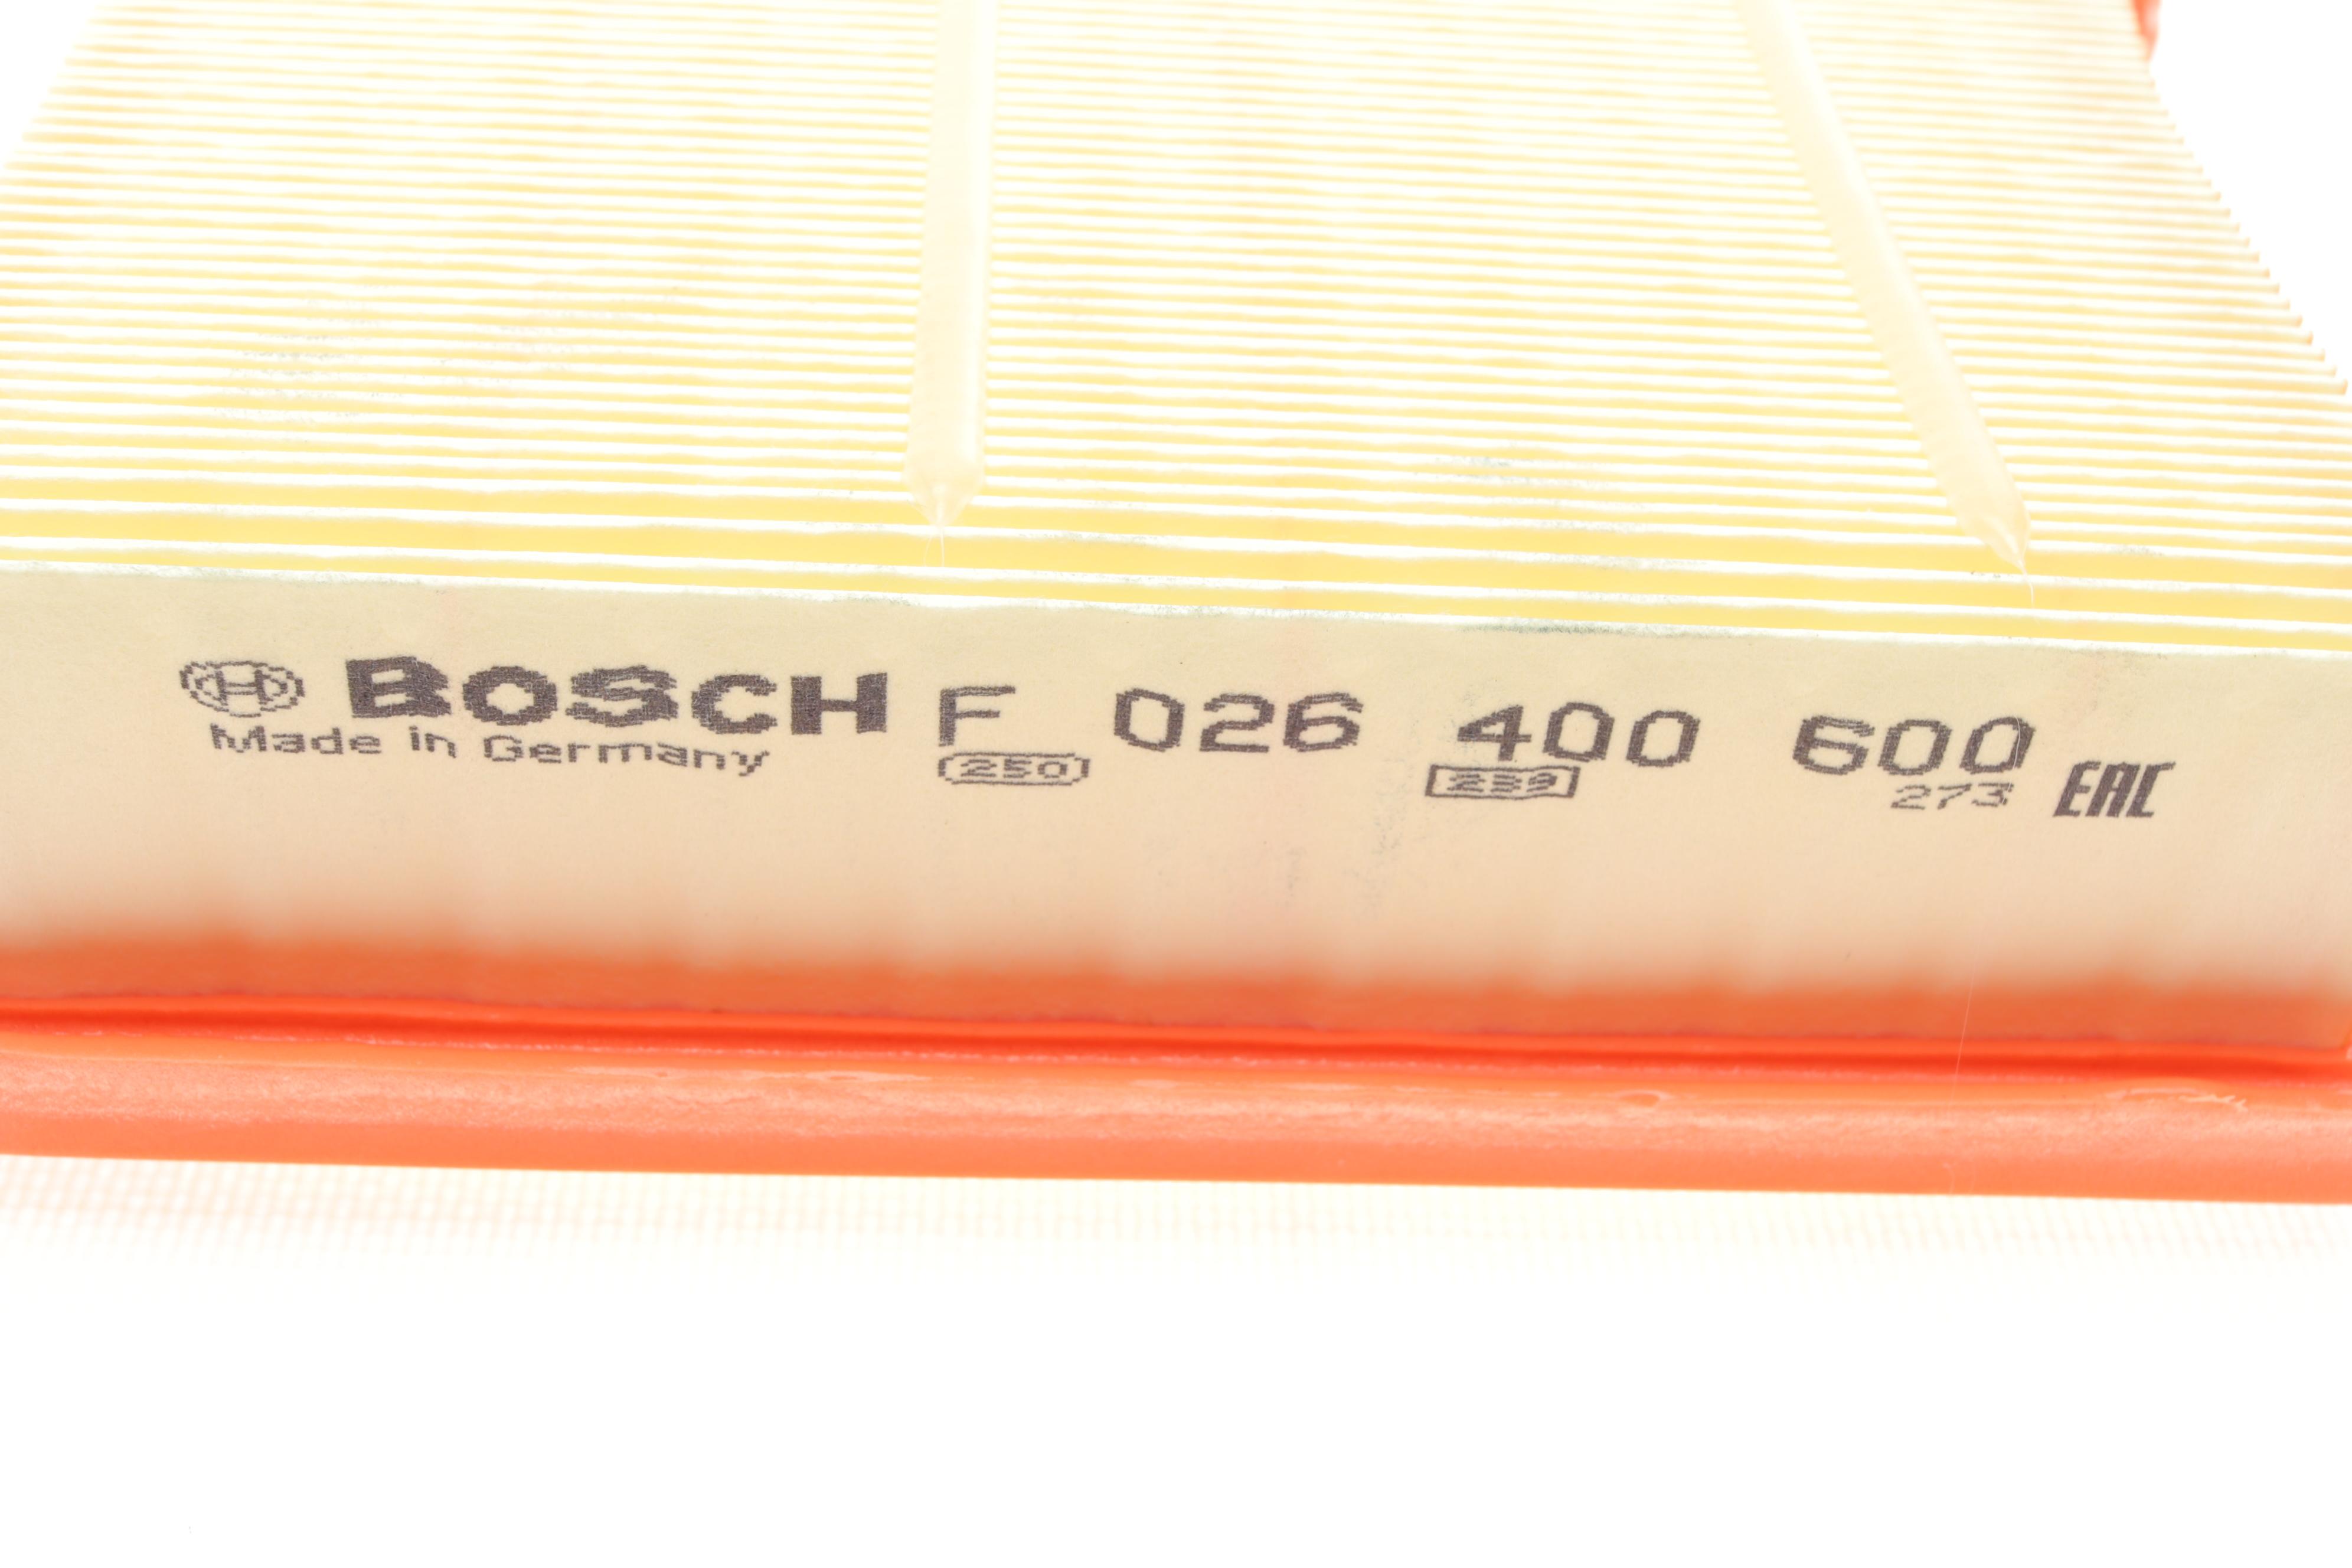 BOSCH F 026 400 600
Made in Germany 250 239 273 EAC